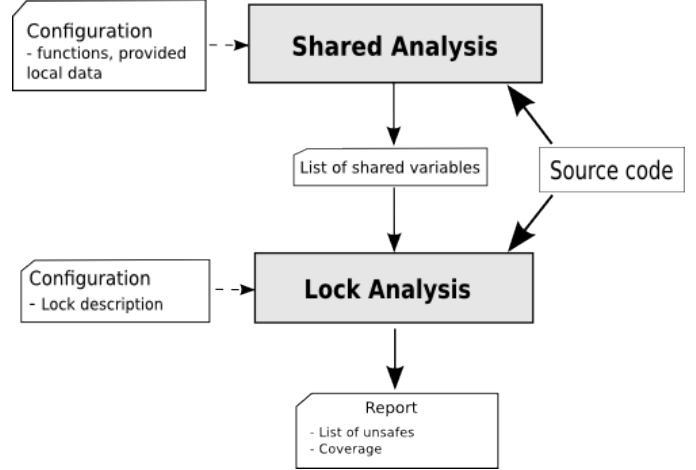 Configuration
- functions, provided
local data
Shared Analysis
List of shared variables
Source code
Configuration
- Lock description
Lock Analysis
Report
- List of unsafes
- Coverage